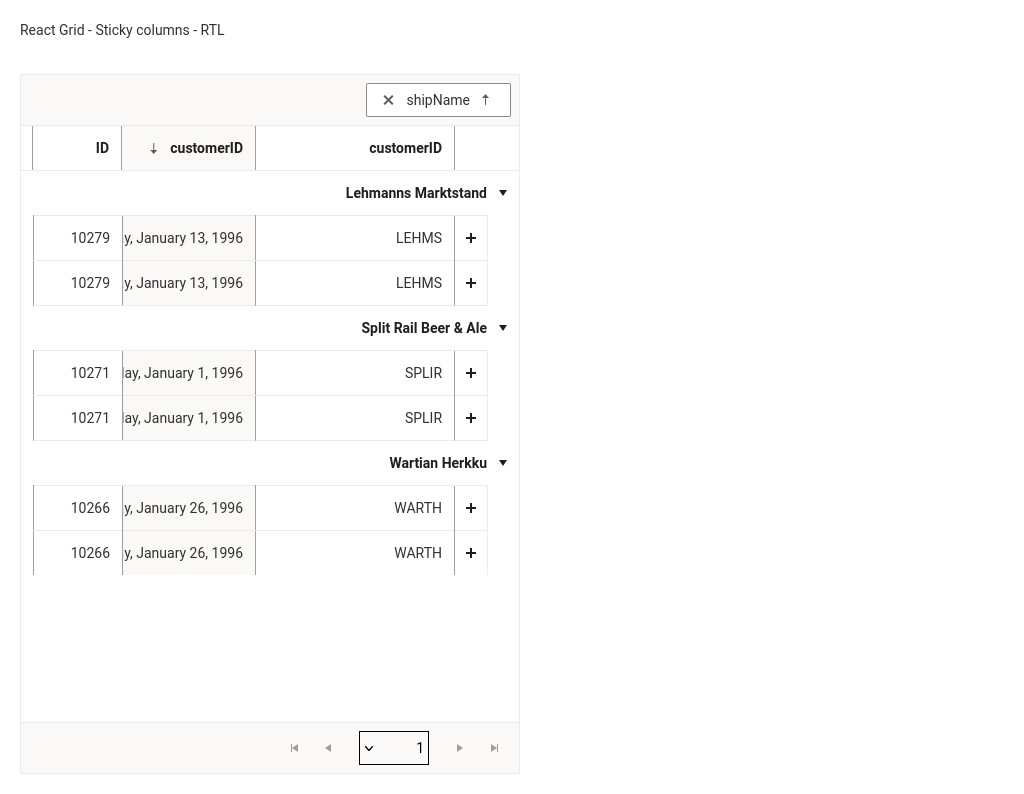 React Grid - Sticky columns - RTL
shipName
ID customerID customerID
Lehmanns Marktstand
10279 y, January 13, 1996 LEHMS
10279 y, January 13, 1996 LEHMS
Split Rail Beer & Ale
10271 ay, January 1, 1996 SPLIR
10271 ay, January 1, 1996 SPLIR
Wartian Herkku
10266 y, January 26, 1996 WARTH
10266 y, January 26, 1996 WARTH
1